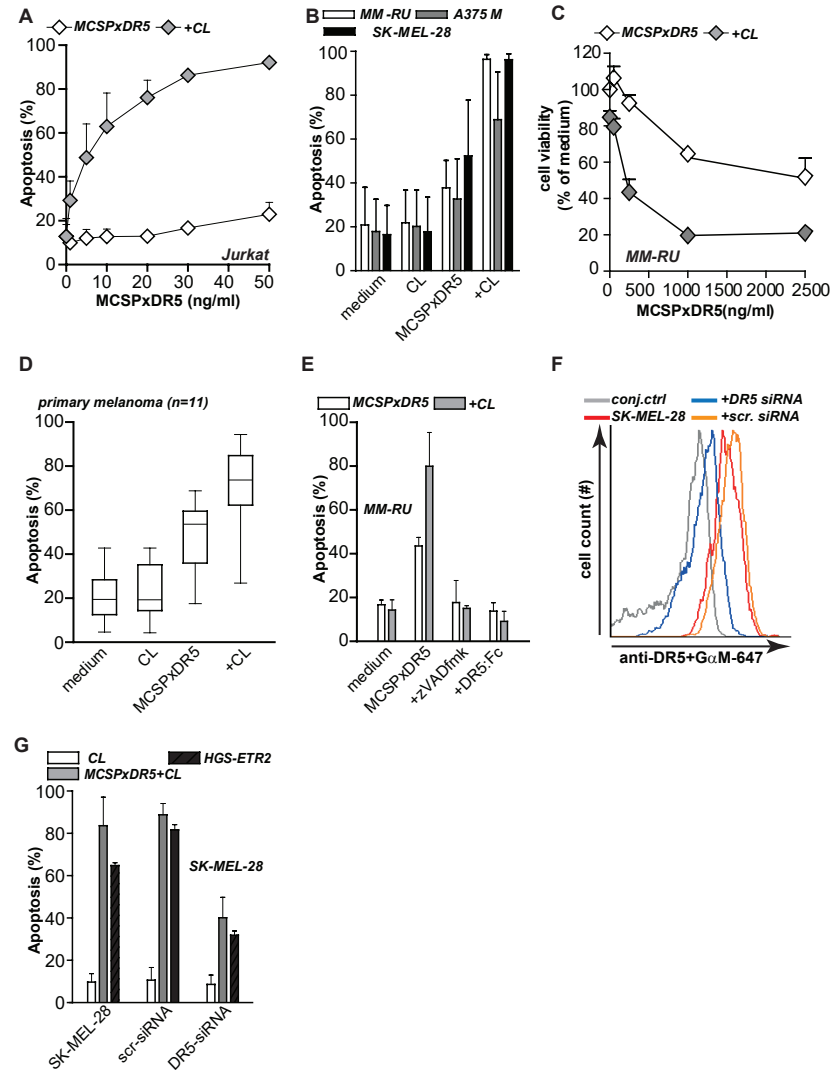 A
MCSPxDR5 +CL
100
80
60
40
20
0
Apoptosis (%)
Jurkat
0 10 20 30 40 50
MCSPxDR5 (ng/ml)
B
MM-RU A375 M
SK-MEL-28
100
80
60
40
20
0
Apoptosis (%)
medium
CL
MCSPxDR5
+CL
C
MCSPxDR5 +CL
120
100
80
60
40
20
0
cell viability
(% of medium)
MM-RU
0 500 1000 1500 2000 2500
MCSPxDR5(ng/ml)
D
primary melanoma (n=11)
100
80
60
40
20
0
Apoptosis (%)
medium
CL
MCSPxDR5
+CL
E
MCSPxDR5 +CL
100
80
60
40
20
0
Apoptosis (%)
MM-RU
medium
MCSPxDR5
+zVADfmk
+DR5:Fc
F
conj.ctrl +DR5 siRNA
SK-MEL-28 +scr. siRNA
cell count (#)
anti-DR5+GαM-647
G
CL HGS-ETR2
MCSPxDR5+CL
100
80
60
40
20
0
Apoptosis (%)
SK-MEL-28
SK-MEL-28
scr-siRNA
DR5-siRNA